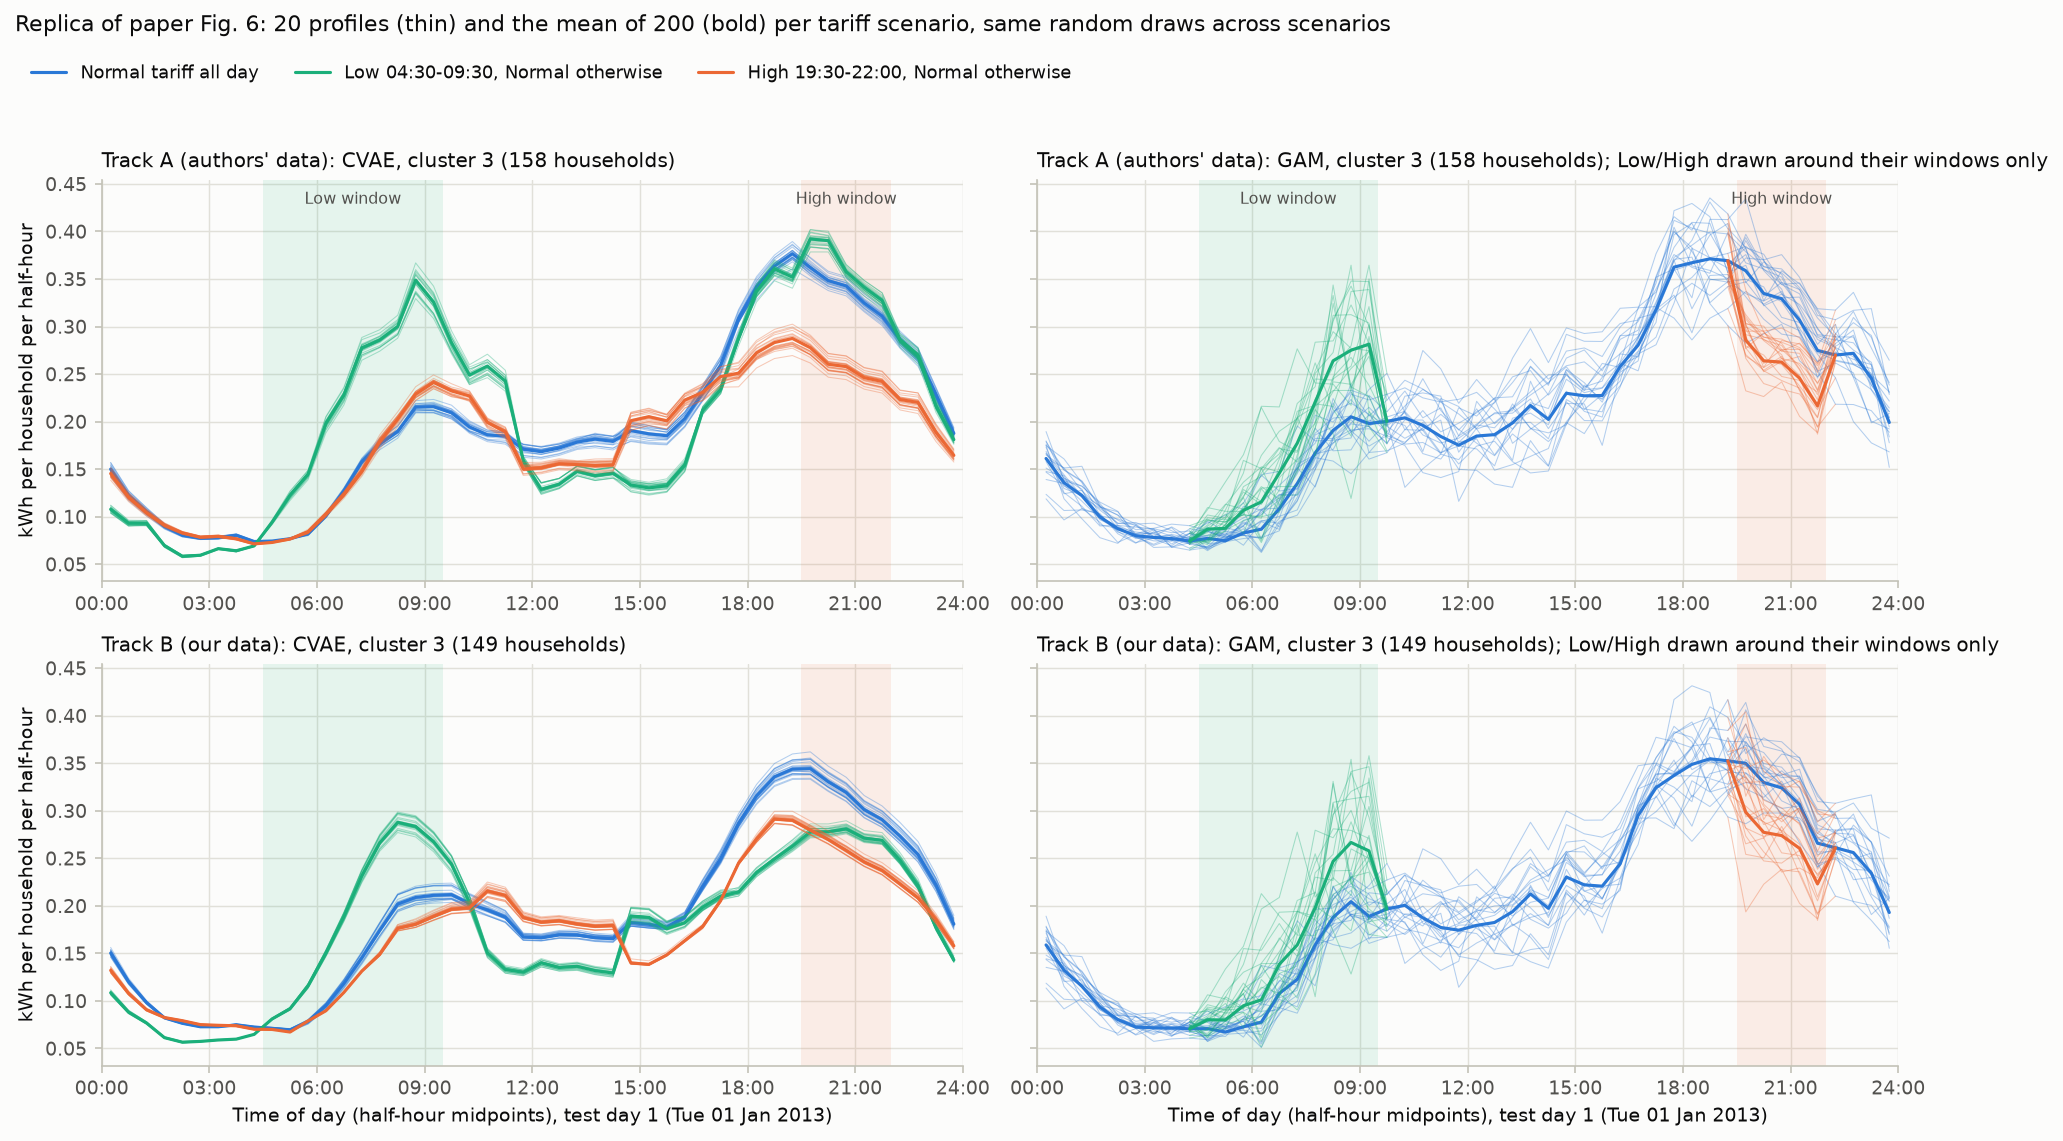 Replica of paper Fig. 6: 20 profiles (thin) and the mean of 200 (bold) per tariff scenario, same random draws across scenarios
Normal tariff all day
Low 04:30-09:30, Normal otherwise
High 19:30-22:00, Normal otherwise
Track A (authors' data): CVAE, cluster 3 (158 households)
Low window
High window
0.45
0.40
0.35
0.30
0.25
0.20
0.15
0.10
0.05
kWh per household per half-hour
00:00 03:00 06:00 09:00 12:00 15:00 18:00 21:00 24:00
Track A (authors' data): GAM, cluster 3 (158 households); Low/High drawn around their windows only
Low window
High window
00:00 03:00 06:00 09:00 12:00 15:00 18:00 21:00 24:00
Track B (our data): CVAE, cluster 3 (149 households)
0.45
0.40
0.35
0.30
0.25
0.20
0.15
0.10
0.05
kWh per household per half-hour
00:00 03:00 06:00 09:00 12:00 15:00 18:00 21:00 24:00
Time of day (half-hour midpoints), test day 1 (Tue 01 Jan 2013)
Track B (our data): GAM, cluster 3 (149 households); Low/High drawn around their windows only
00:00 03:00 06:00 09:00 12:00 15:00 18:00 21:00 24:00
Time of day (half-hour midpoints), test day 1 (Tue 01 Jan 2013)